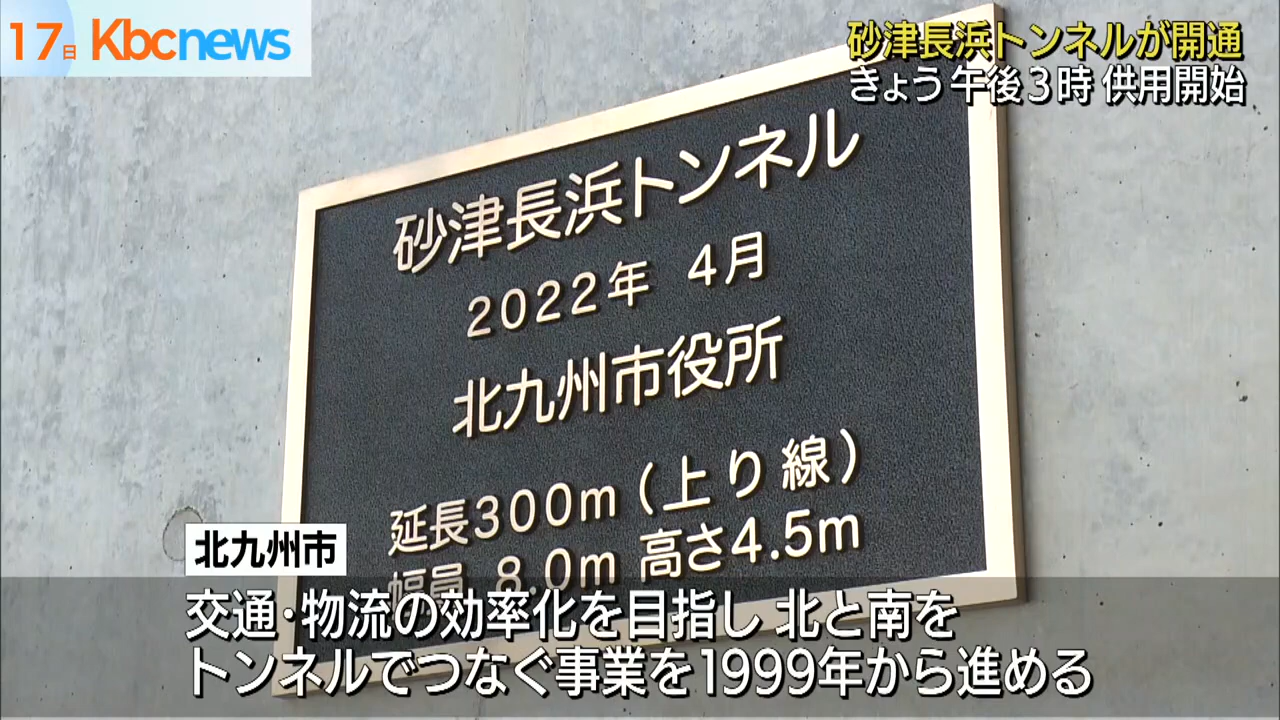 17日 Kbcnews
砂津長浜トンネルが開通
きょう 午後3時 供用開始
砂津長浜トンネル
2022年 4月
北九州市役所
延長300m(上り線)
幅員 8.0m 高さ4.5m
北九州市
交通・物流の効率化を目指し 北と南を
トンネルでつなぐ事業を1999年から進める